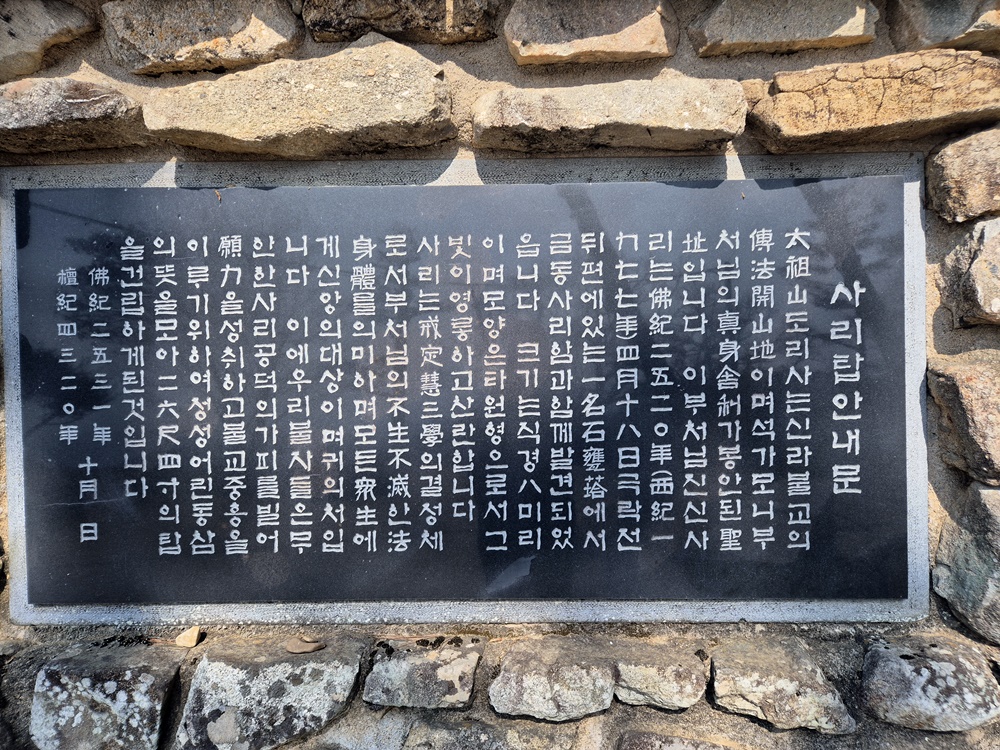 사리탑안내문
太祖山도리사는신라불교의
傳法開山地이며석가모니부
처님의真身舍利가봉안된聖
址입니다 이부처님진신사
리는佛紀二五二０年(西紀一
九七七年)四月十八日극락전
뒤편에있는一名石甕塔에서
금동사리함과함께발견되었
읍니다 크기는직경八미리
이며모양은타원형으로서그
빛이영롱하고찬란합니다
사리는戒定慧三學의결정체
로서부처님의不生不滅한法
身體를의미하며모든衆生에
게신앙의대상이며귀의처입
니다 이에우리불자들은무
한한사리공덕의가피를빌어
願力을성취하고불교중흥을
이루기위하여성성어린동참
의뜻을모아二六尺四寸의탑
을건립하게된것입니다
佛紀二五三一年
檀紀四三二０年 十月 日